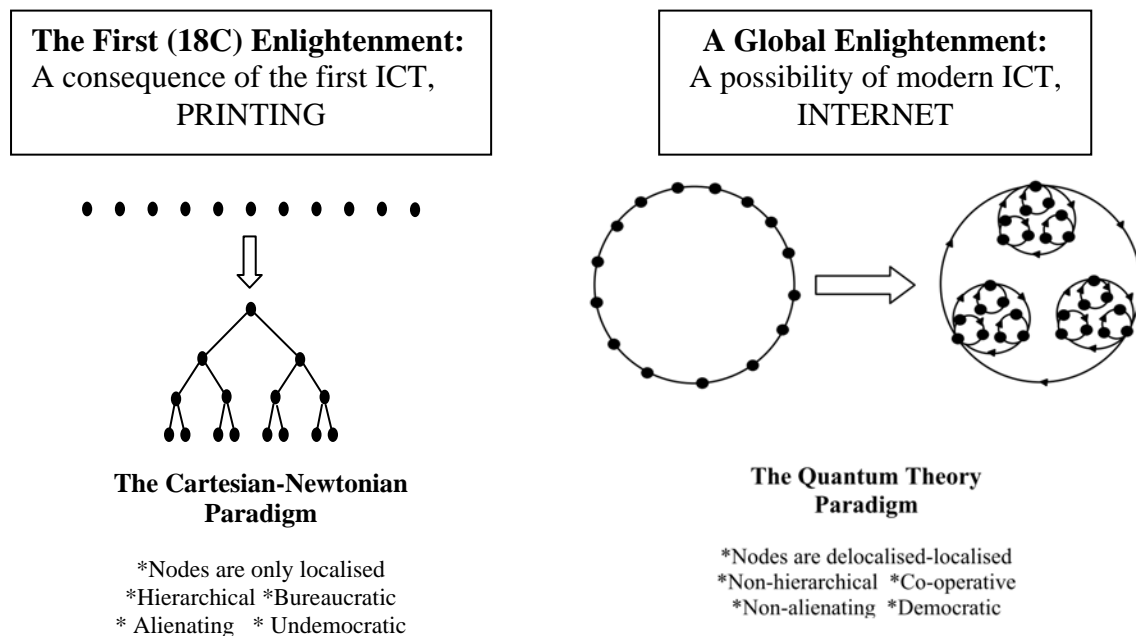 The First (18C) Enlightenment:
A consequence of the first ICT,
PRINTING
The Cartesian-Newtonian
Paradigm
*Nodes are only localised
*Hierarchical *Bureaucratic
* Alienating * Undemocratic
A Global Enlightenment:
A possibility of modern ICT,
INTERNET
The Quantum Theory
Paradigm
*Nodes are delocalised-localised
*Non-hierarchical *Co-operative
*Non-alienating *Democratic